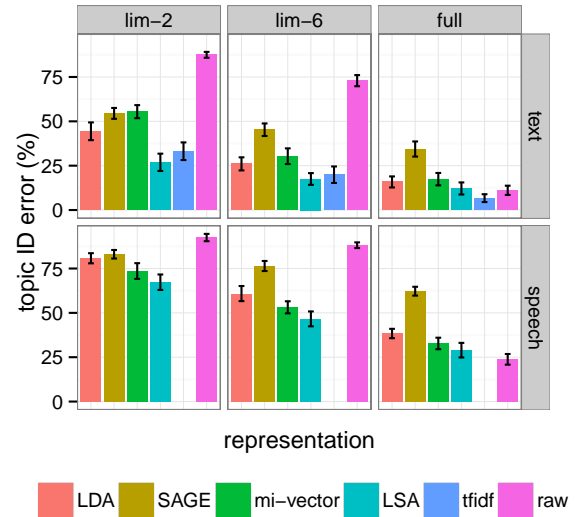 lim−2 lim−6 full
topic ID error (%)
75
50
25
0
text
75
50
25
0
speech
representation
LDA SAGE mi−vector LSA tfidf raw